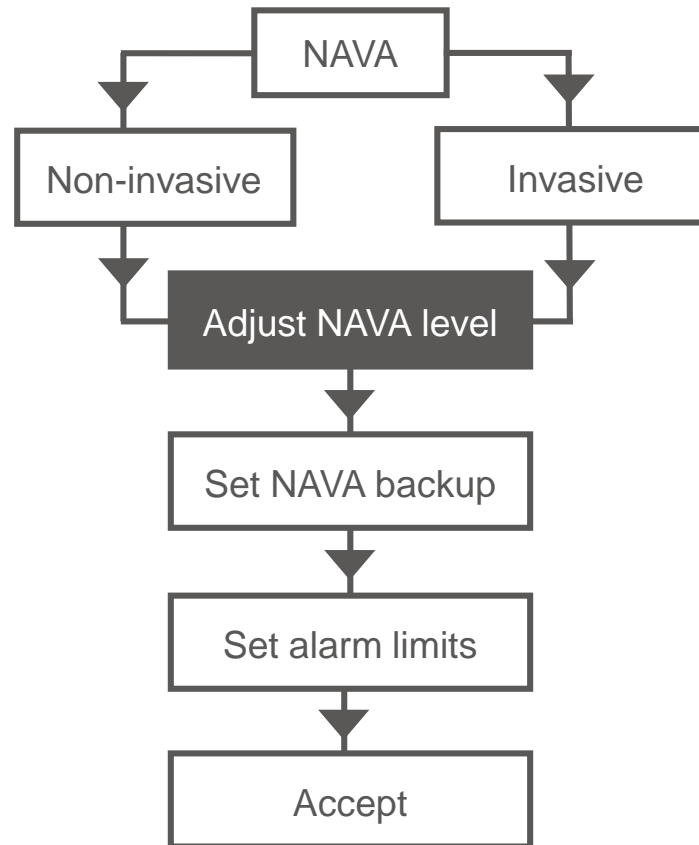 NAVA
Non-invasive
Invasive
Adjust NAVA level
Set NAVA backup
Set alarm limits
Accept